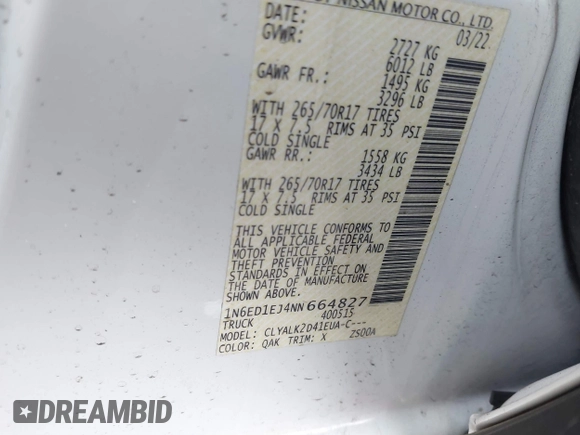 BY NISSAN MOTOR CO., LTD.
DATE: 03/22
GVWR: 2727 KG
6012 LB
GAWR FR.: 1495 KG
3296 LB
WITH 265/70R17 TIRES
17 X 7.5 RIMS AT 35 PSI
COLD SINGLE
GAWR RR.: 1558 KG
3434 LB
WITH 265/70R17 TIRES
17 X 7.5 RIMS AT 35 PSI
COLD SINGLE
THIS VEHICLE CONFORMS TO
ALL APPLICABLE FEDERAL
MOTOR VEHICLE SAFETY AND
THEFT PREVENTION
STANDARDS IN EFFECT ON
THE DATE OF MANUFACTURE
SHOWN ABOVE.
1N6ED1EJ4NN664827
TRUCK 400515
MODEL: CLYALK2D41EUA-C---
COLOR: QAK TRIM: X 2500A
DREAMBID